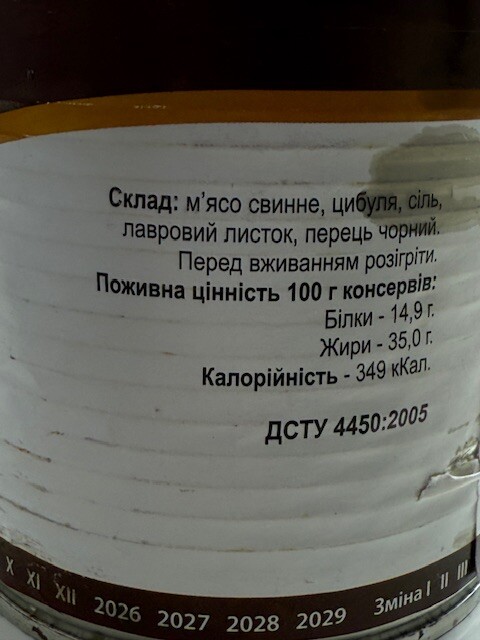 Склад: м'ясо свинне, цибуля, сіль,
лавровий листок, перець чорний.
Перед вживанням розігріти.
Поживна цінність 100 г консервів:
Білки - 14,9 г.
Жири - 35,0 г.
Калорійність - 349 кКал.
ДСТУ 4450:2005
X XI XII 2026 2027 2028 2029 Зміна I II III